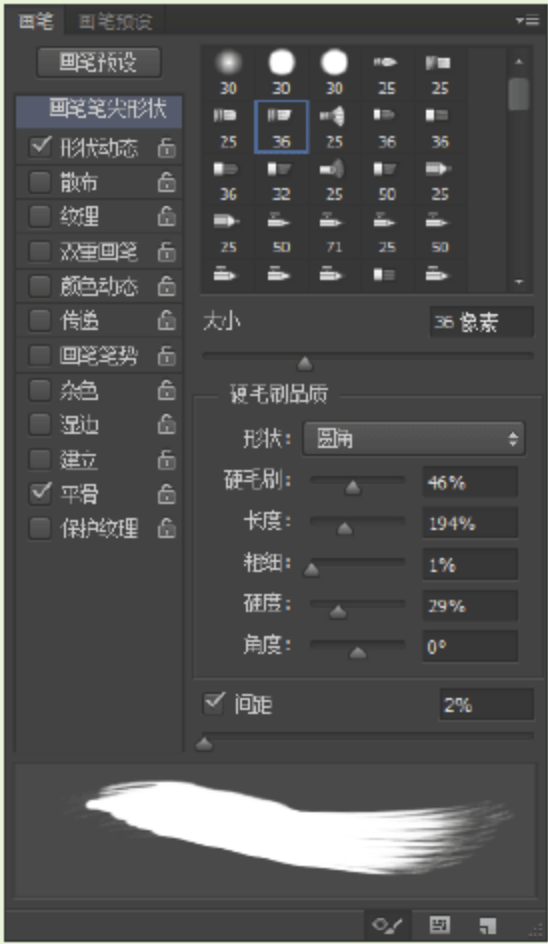 画笔 画笔预设
画笔预设
画笔笔尖形状
形状动态
散布
纹理
双重画笔
颜色动态
传递
画笔笔势
杂色
湿边
建立
平滑
保护纹理
30 30 30 25 25
25 36 25 36 36
36 32 25 50 25
25 50 71 25 50
大小 36 像素
硬毛刷品质
形状: 圆角
硬毛刷: 46%
长度: 194%
粗细: 1%
硬度: 29%
角度: 0°
间距 2%